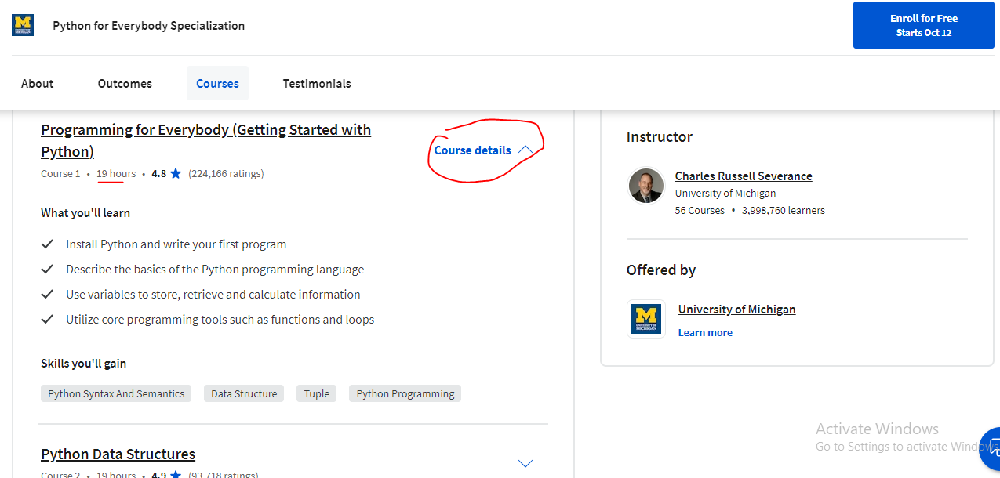 Python for Everybody Specialization
Enroll for Free
Starts Oct 12
About
Outcomes
Courses
Testimonials
Programming for Everybody (Getting Started with
Python)
Course details
Course 1 • 19 hours • 4.8 ★ (224,166 ratings)
What you'll learn
Install Python and write your first program
Describe the basics of the Python programming language
Use variables to store, retrieve and calculate information
Utilize core programming tools such as functions and loops
Skills you'll gain
Python Syntax And Semantics
Data Structure
Tuple
Python Programming
Python Data Structures
Course 2 • 19 hours • 4.9 ★ (93,718 ratings)
Instructor
Charles Russell Severance
University of Michigan
56 Courses • 3,998,760 learners
Offered by
University of Michigan
Learn more
Activate Windows
Go to Settings to activate Windows.